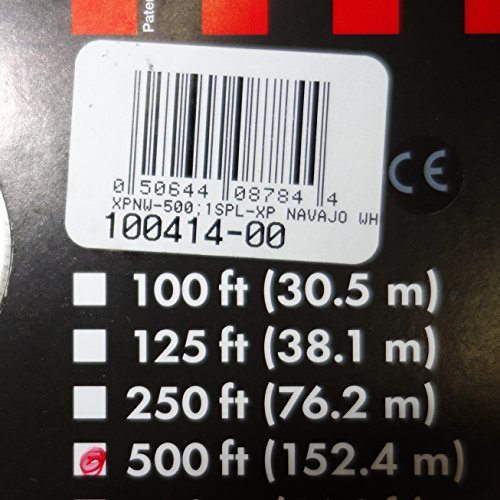 Paten
0 50644 08784 4
XPNW-500;1SPL-XP NAVAJO WH
100414-00
CE
100 ft (30.5 m)
125 ft (38.1 m)
250 ft (76.2 m)
500 ft (152.4 m)